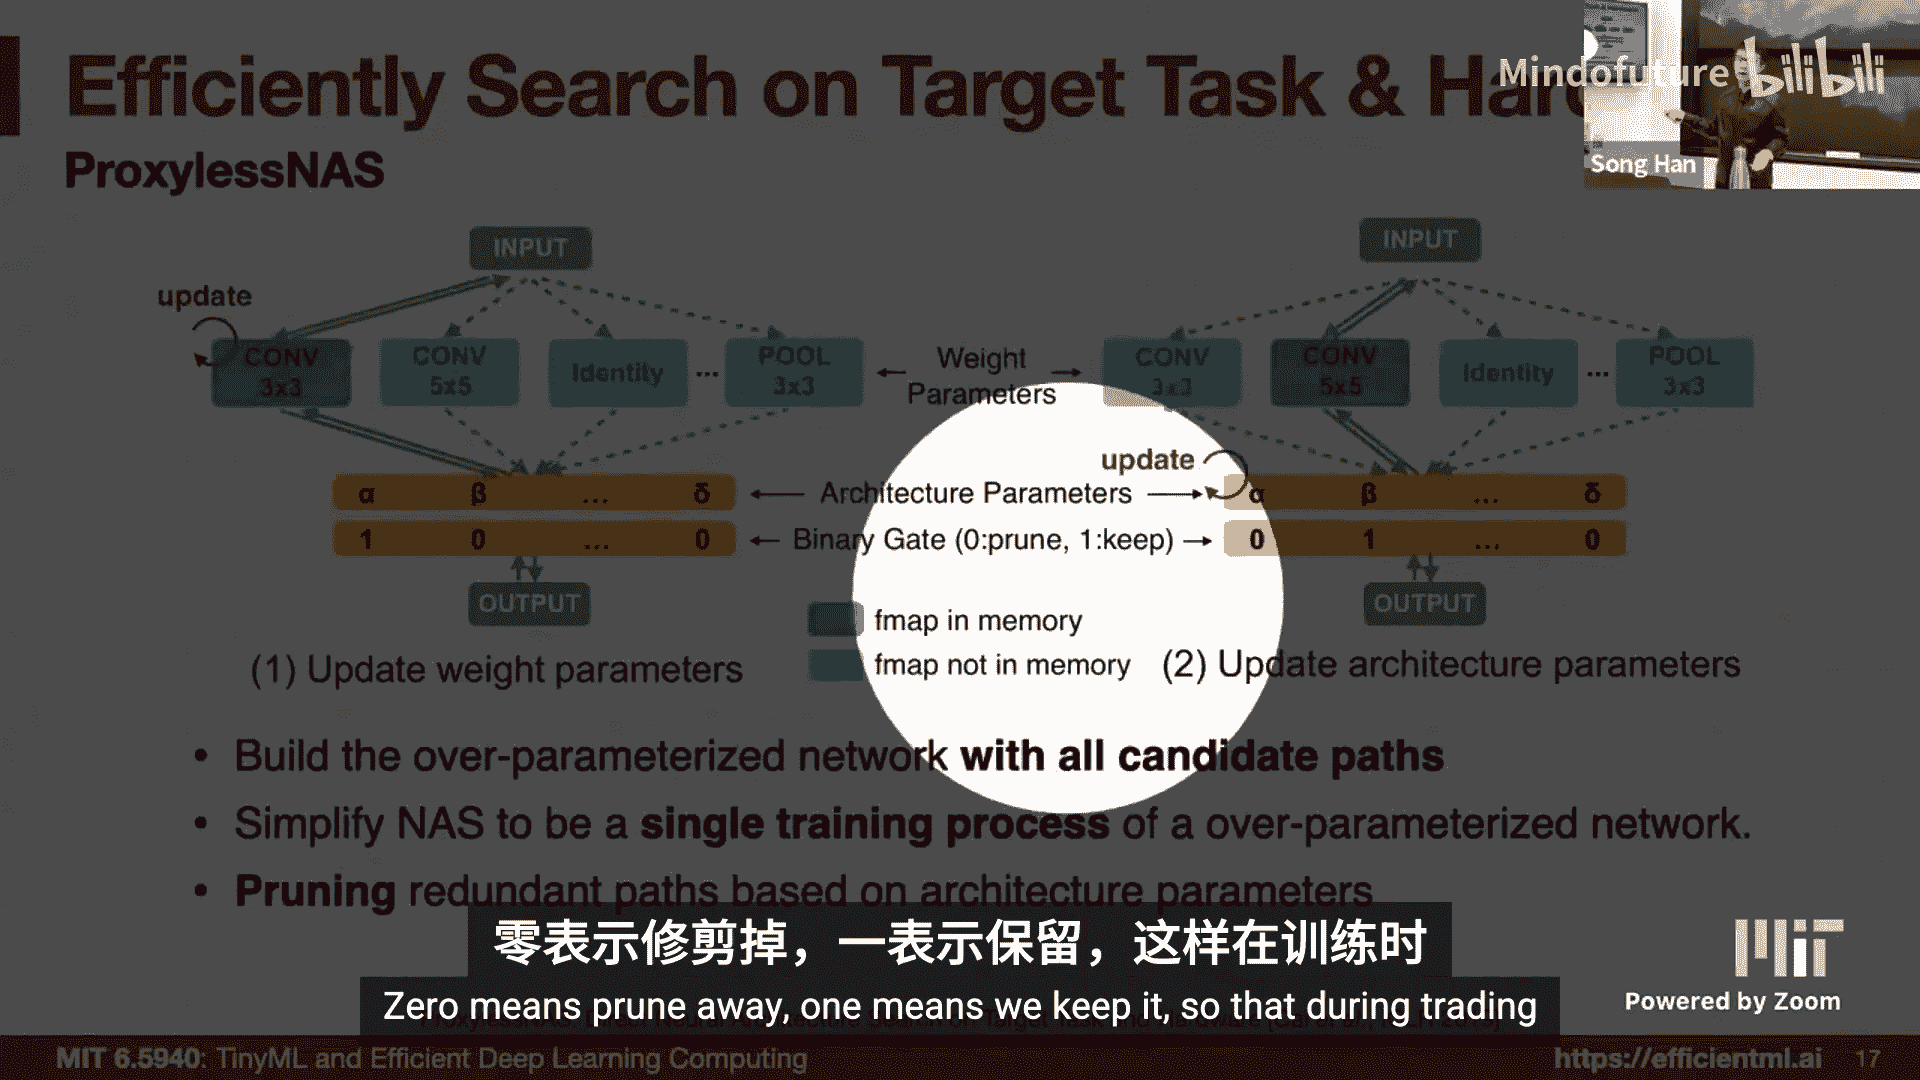 Efficiently Search on Target Task & Har
Mindofuture bilibili
ProxylessNAS
Song Han
INPUT
INPUT
update
CONV 3x3
CONV 5x5
Identity
...
POOL 3x3
Weight Parameters
CONV 3x3
CONV 5x5
Identity
...
POOL 3x3
update
α β ... δ
Architecture Parameters
α β ... δ
1 0 ... 0
Binary Gate (0:prune, 1:keep)
0 1 ... 0
OUTPUT
OUTPUT
fmap in memory
fmap not in memory
(1) Update weight parameters
(2) Update architecture parameters
• Build the over-parameterized network with all candidate paths
• Simplify NAS to be a single training process of a over-parameterized network.
• Pruning redundant paths based on architecture parameters
零表示修剪掉，一表示保留，这样在训练时
Zero means prune away, one means we keep it, so that during trading
MIT
Powered by Zoom
MIT 6.5940: TinyML and Efficient Deep Learning Computing
https://efficientml.ai
17